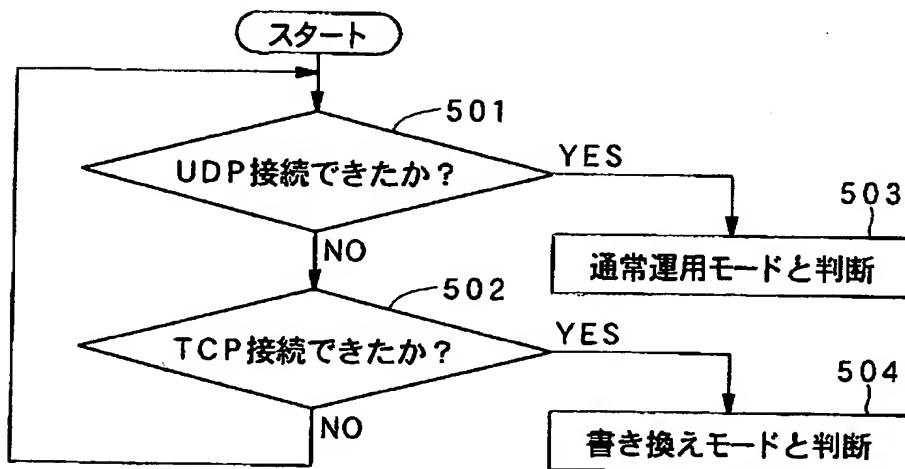 スタート
501
UDP接続できたか？
YES
503
NO
通常運用モードと判断
502
TCP接続できたか？
YES
504
NO
書き換えモードと判断